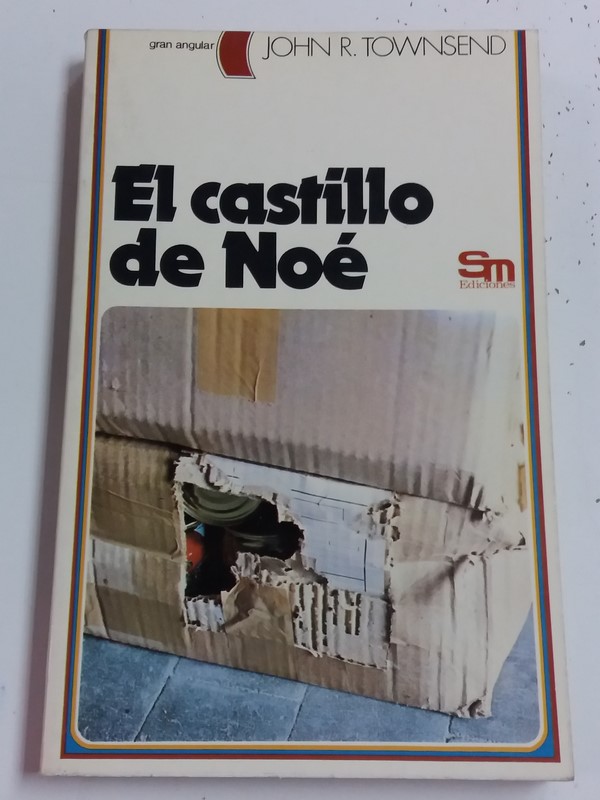 gran angular
JOHN R. TOWNSEND
El castillo
de Noé
Sm
Ediciones